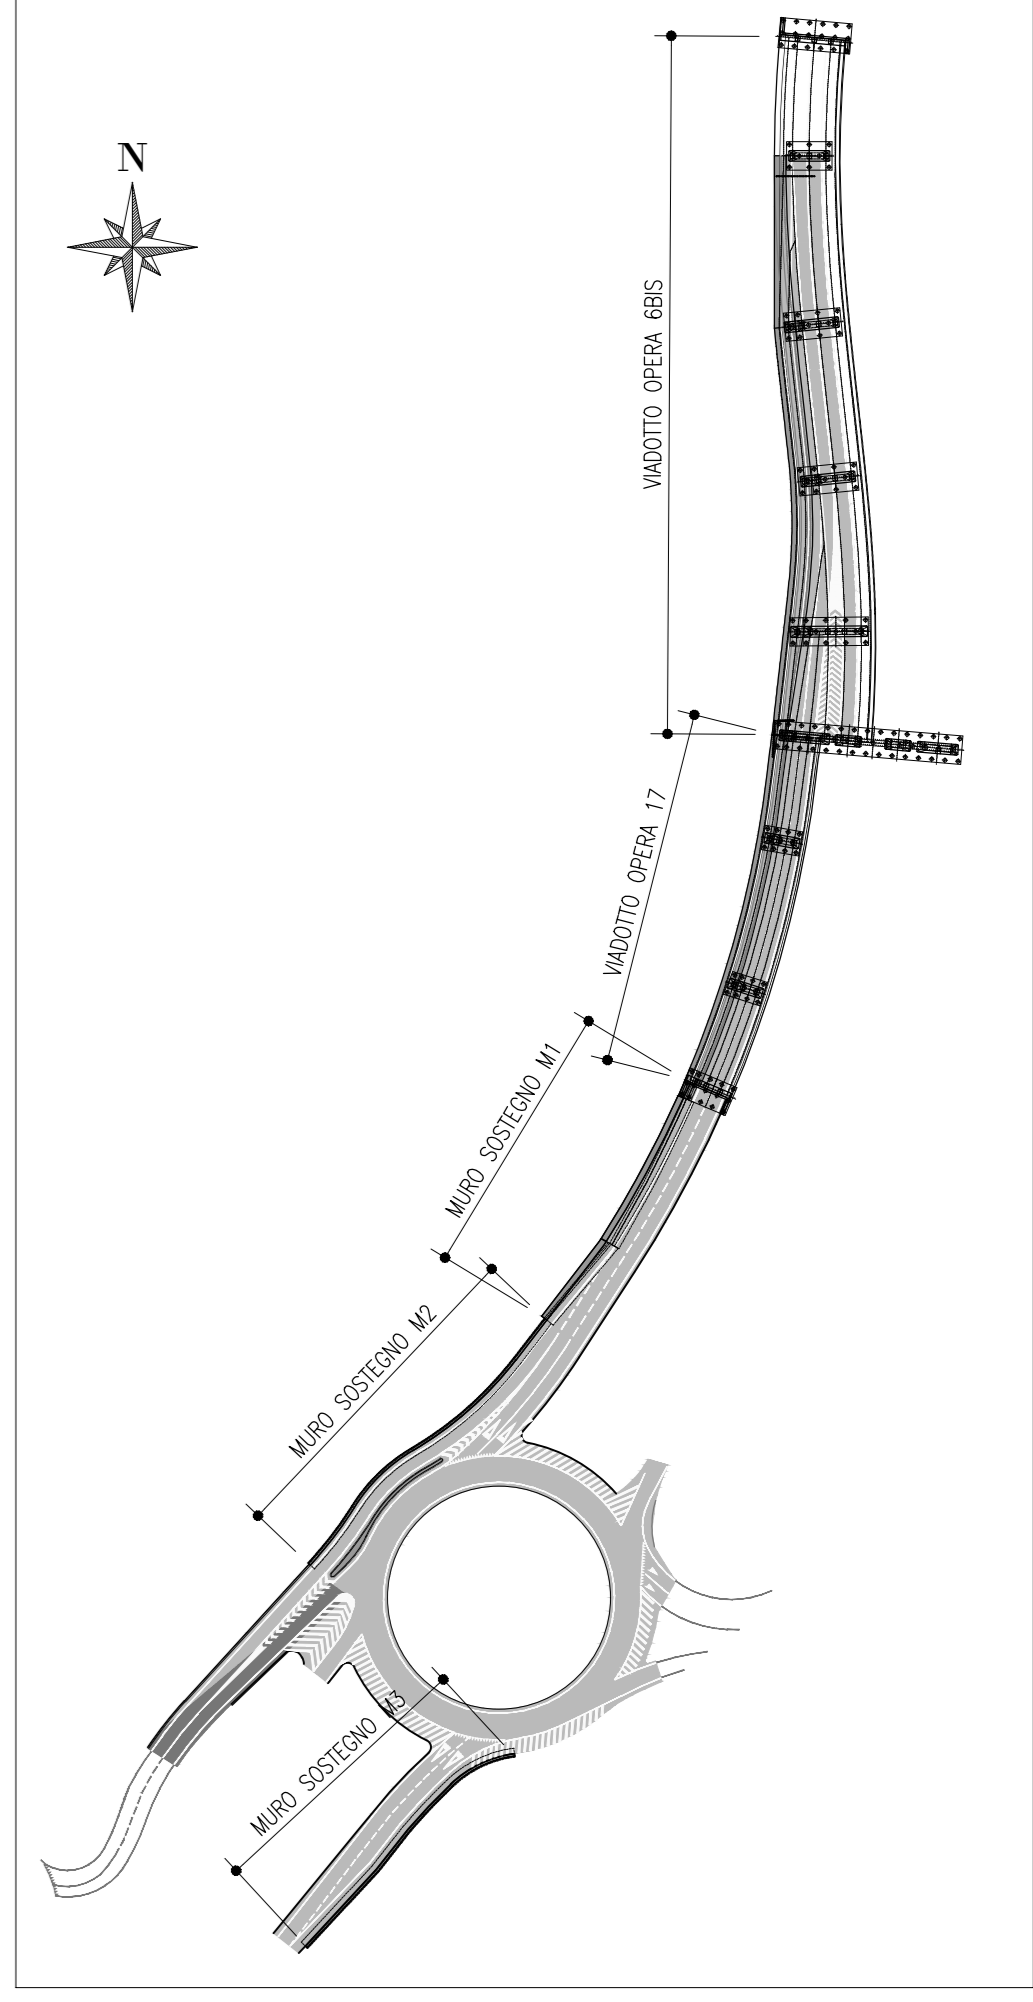 N
VIADOTTO OPERA 6BIS
VIADOTTO OPERA 17
MURO SOSTEGNO M1
MURO SOSTEGNO M2
MURO SOSTEGNO M3